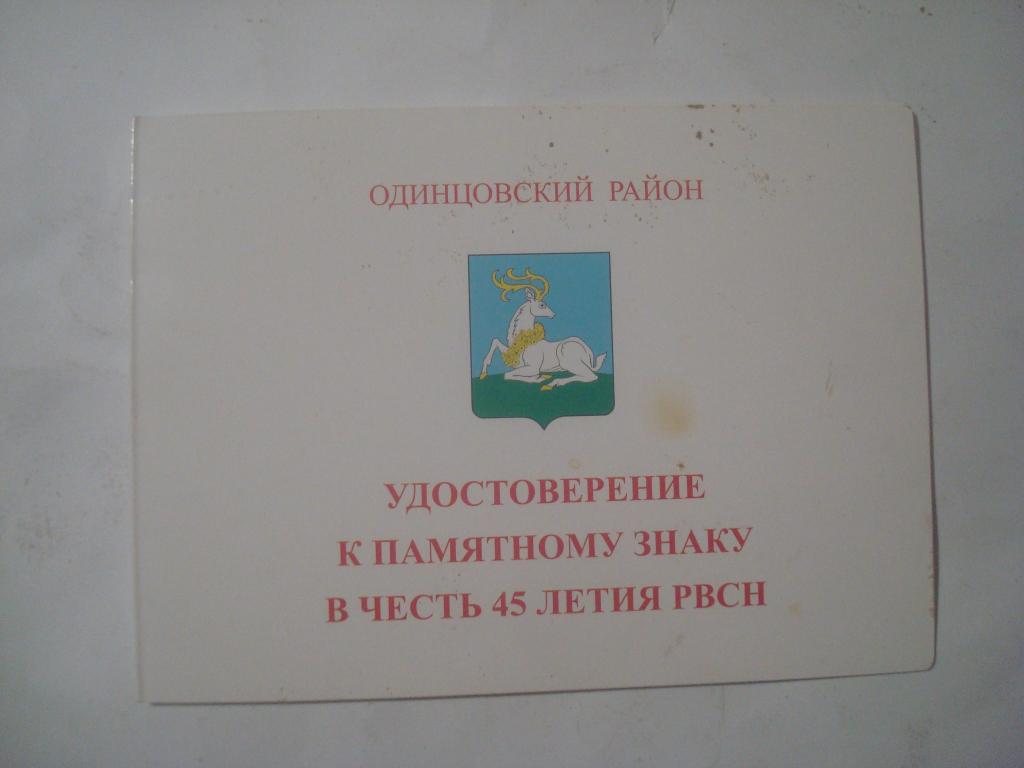 ОДИНЦОВСКИЙ РАЙОН
УДОСТОВЕРЕНИЕ
К ПАМЯТНОМУ ЗНАКУ
В ЧЕСТЬ 45 ЛЕТИЯ РВСН